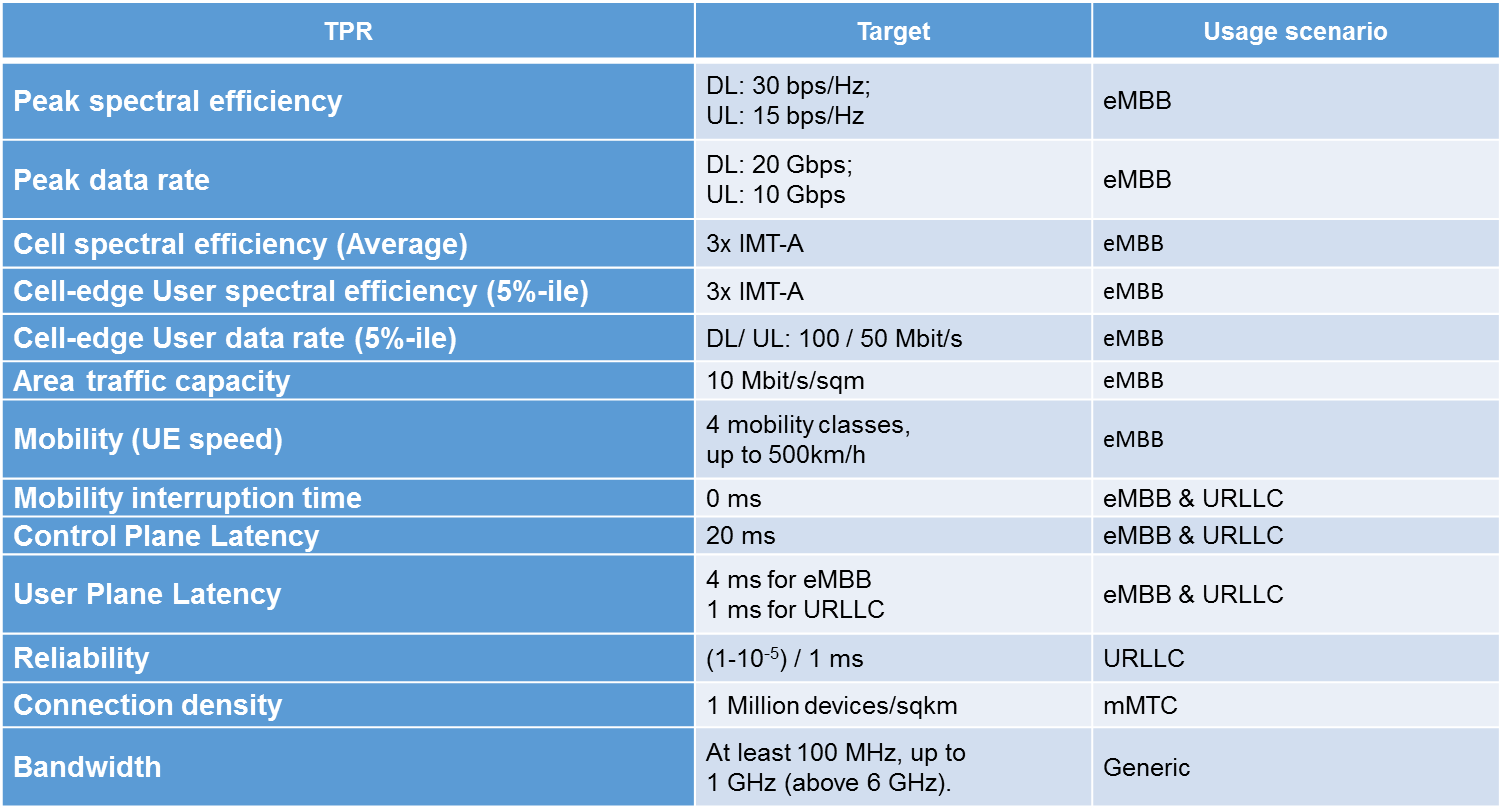 TPR Target Usage scenario
Peak spectral efficiency DL: 30 bps/Hz; eMBB
UL: 15 bps/Hz
Peak data rate DL: 20 Gbps; eMBB
UL: 10 Gbps
Cell spectral efficiency (Average) 3x IMT-A eMBB
Cell-edge User spectral efficiency (5%-ile) 3x IMT-A eMBB
Cell-edge User data rate (5%-ile) DL/ UL: 100 / 50 Mbit/s eMBB
Area traffic capacity 10 Mbit/s/sqm eMBB
Mobility (UE speed) 4 mobility classes, eMBB
up to 500km/h
Mobility interruption time 0 ms eMBB & URLLC
Control Plane Latency 20 ms eMBB & URLLC
User Plane Latency 4 ms for eMBB eMBB & URLLC
1 ms for URLLC
Reliability (1-10⁻⁵) / 1 ms URLLC
Connection density 1 Million devices/sqkm mMTC
Bandwidth At least 100 MHz, up to Generic
1 GHz (above 6 GHz).